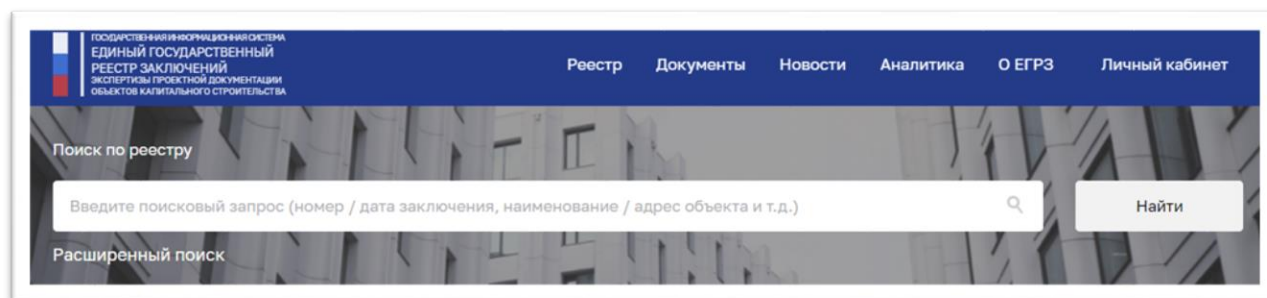 ГОСУДАРСТВЕННАЯ ИНФОРМАЦИОННАЯ СИСТЕМА
ЕДИНЫЙ ГОСУДАРСТВЕННЫЙ
РЕЕСТР ЗАКЛЮЧЕНИЙ
ЭКСПЕРТИЗЫ ПРОЕКТНОЙ ДОКУМЕНТАЦИИ
ОБЪЕКТОВ КАПИТАЛЬНОГО СТРОИТЕЛЬСТВА
Реестр Документы Новости Аналитика О ЕГРЗ Личный кабинет
Поиск по реестру
Введите поисковый запрос (номер / дата заключения, наименование / адрес объекта и т.д.)
Найти
Расширенный поиск